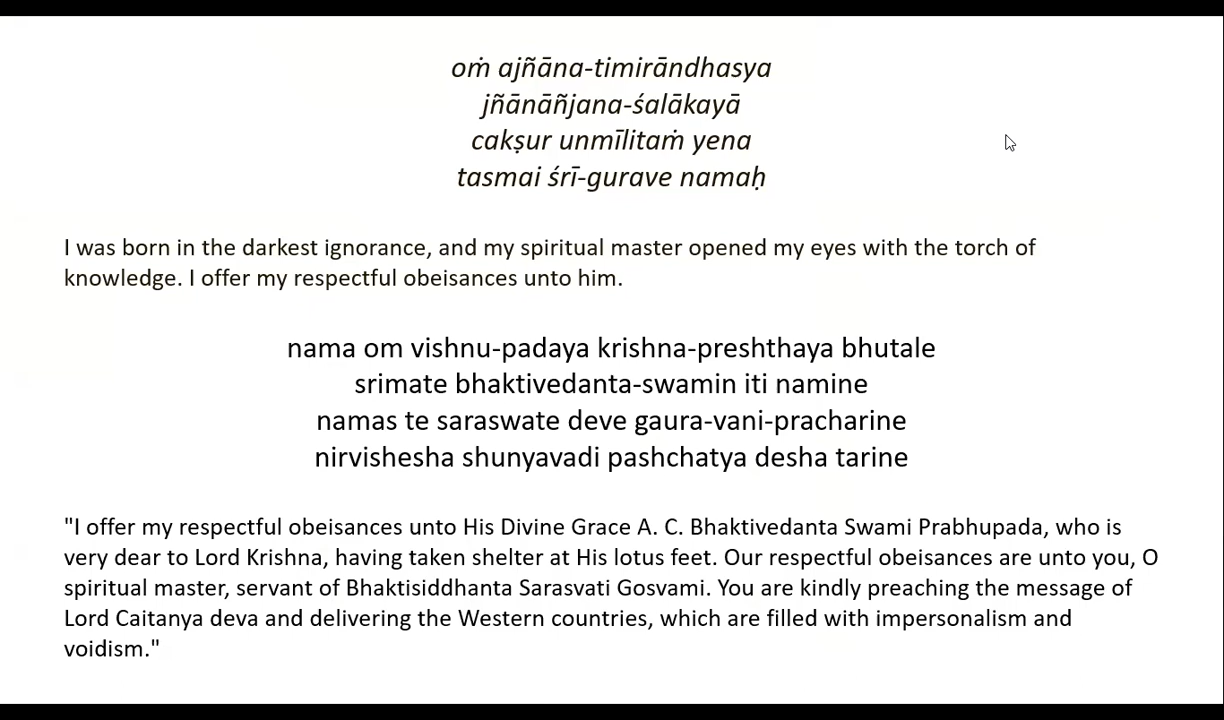 oṁ ajñāna-timirāndhasya
jñānāñjana-śalākayā
cakṣur unmīlitaṁ yena
tasmai śrī-gurave namaḥ
I was born in the darkest ignorance, and my spiritual master opened my eyes with the torch of
knowledge. I offer my respectful obeisances unto him.
nama om vishnu-padaya krishna-preshthaya bhutale
srimate bhaktivedanta-swamin iti namine
namas te saraswate deve gaura-vani-pracharine
nirvishesha shunyavadi pashchatya desha tarine
"I offer my respectful obeisances unto His Divine Grace A. C. Bhaktivedanta Swami Prabhupada, who is
very dear to Lord Krishna, having taken shelter at His lotus feet. Our respectful obeisances are unto you, O
spiritual master, servant of Bhaktisiddhanta Sarasvati Gosvami. You are kindly preaching the message of
Lord Caitanya deva and delivering the Western countries, which are filled with impersonalism and
voidism."